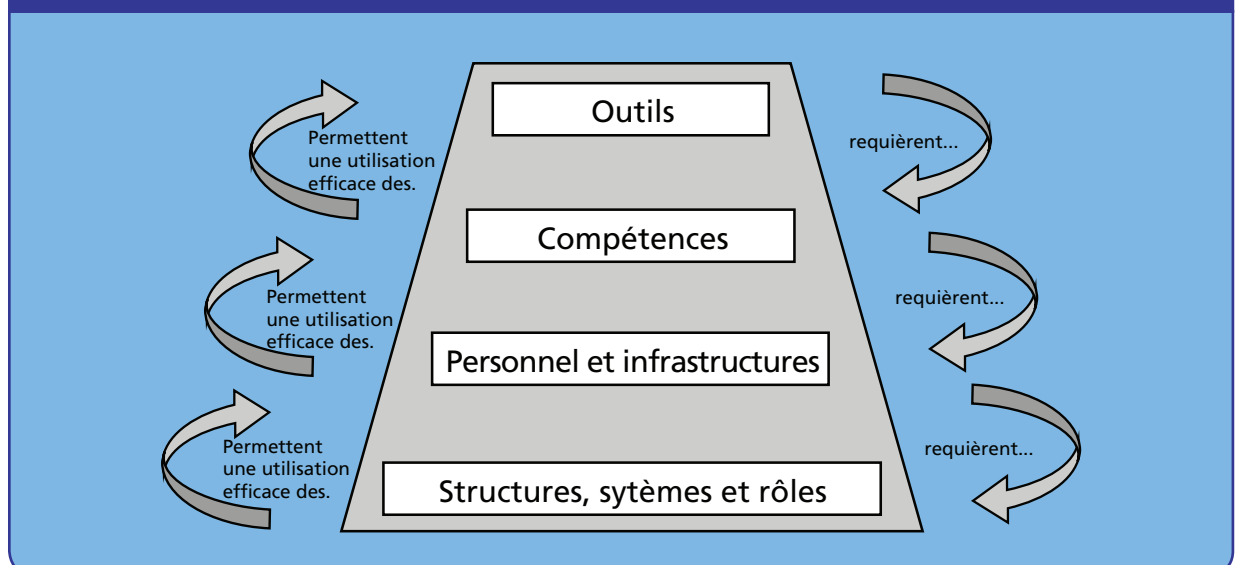 Outils
Permettent
une utilisation
efficace des.
requièrent...
Compétences
Permettent
une utilisation
efficace des.
requièrent...
Personnel et infrastructures
Permettent
une utilisation
efficace des.
requièrent...
Structures, sytèmes et rôles